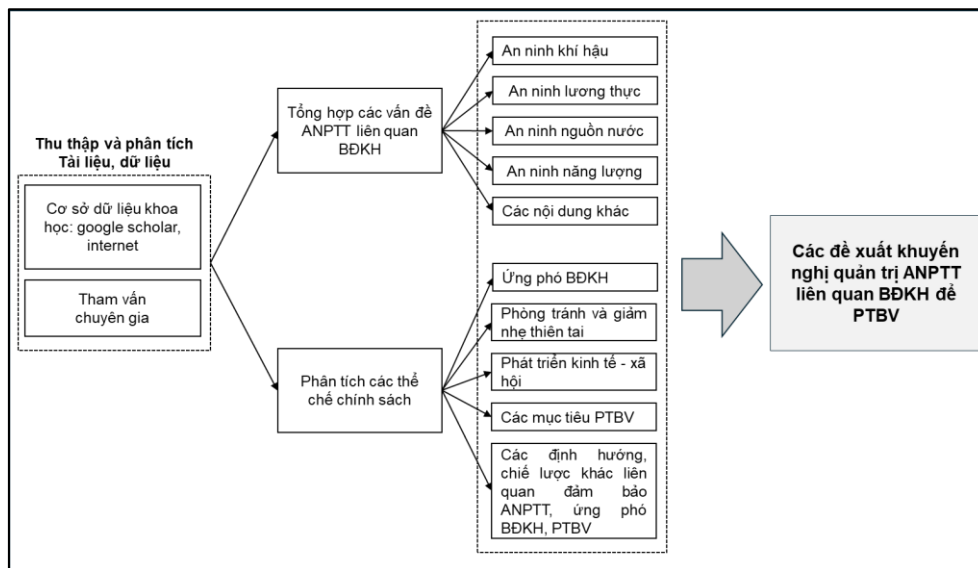 Thu thập và phân tích
Tài liệu, dữ liệu
Cơ sở dữ liệu khoa
học: google scholar,
internet
Tham vấn
chuyên gia
Tổng hợp các vấn đề
ANPTT liên quan
BĐKH
Phân tích các thể
chế chính sách
An ninh khí hậu
An ninh lương thực
An ninh nguồn nước
An ninh năng lượng
Các nội dung khác
Ứng phó BĐKH
Phòng tránh và giảm
nhẹ thiên tai
Phát triển kinh tế - xã
hội
Các mục tiêu PTBV
Các định hướng,
chiế lược khác liên
quan đảm bảo
ANPTT, ứng phó
BĐKH, PTBV
Các đề xuất khuyến
nghị quản trị ANPTT
liên quan BĐKH để
PTBV